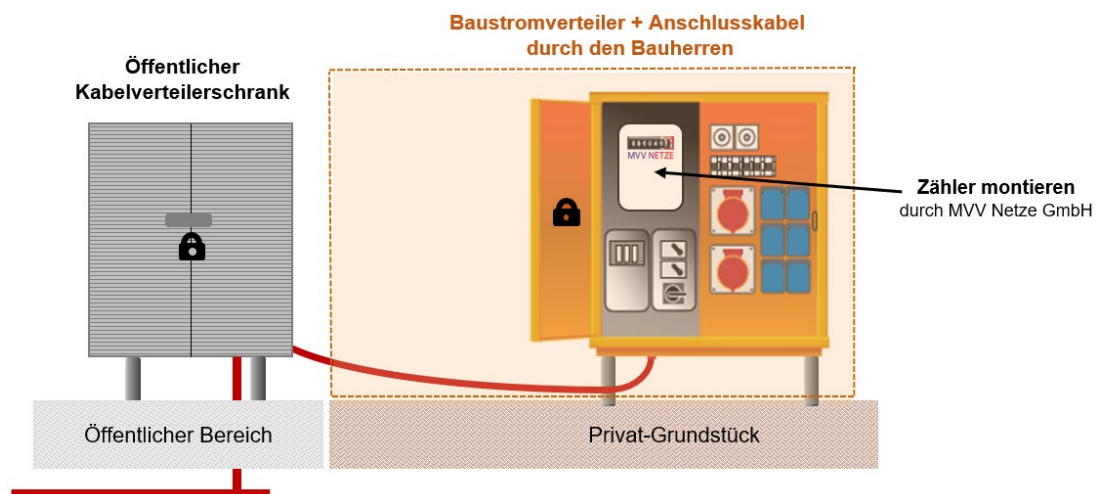 Baustromverteiler + Anschlusskabel
durch den Bauherren
Öffentlicher
Kabelverteilerschrank
MVV NETZE
Zähler montieren
durch MVV Netze GmbH
Öffentlicher Bereich
Privat-Grundstück